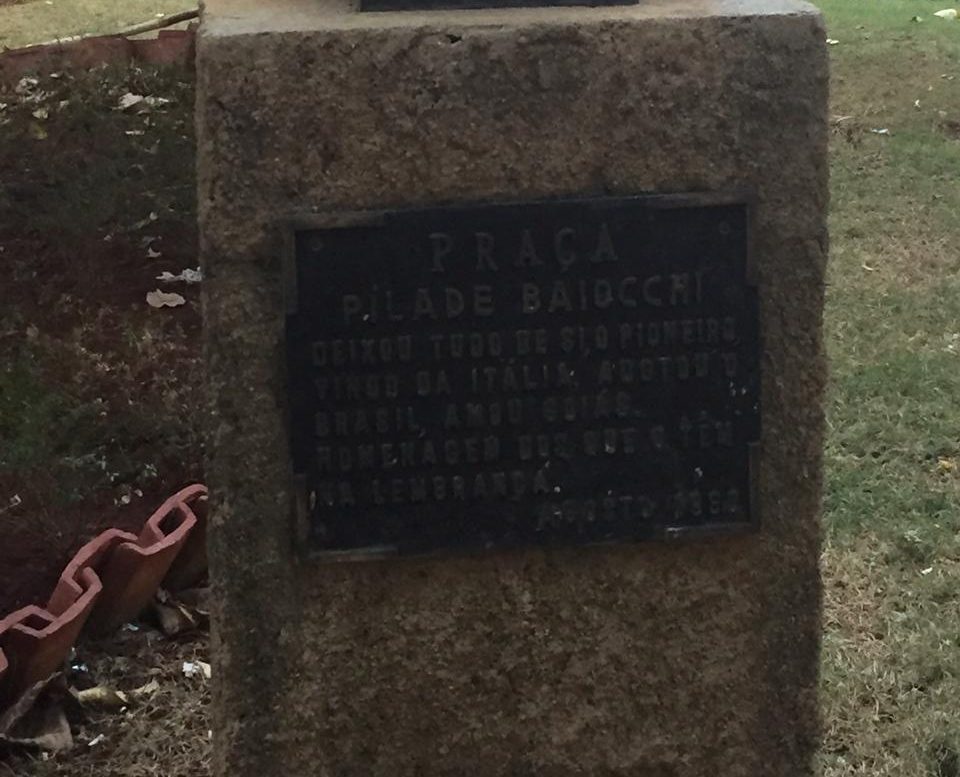 PRAÇA
PÍLADE BAIOCCHI
DEIXOU TUDO DE SI, O PIONEIRO,
VINDO DA ITÁLIA, ADOTOU O
BRASIL, AMOU GOIÁS.
HOMENAGEM DOS QUE O TÊM
NA LEMBRANÇA.
AGOSTO